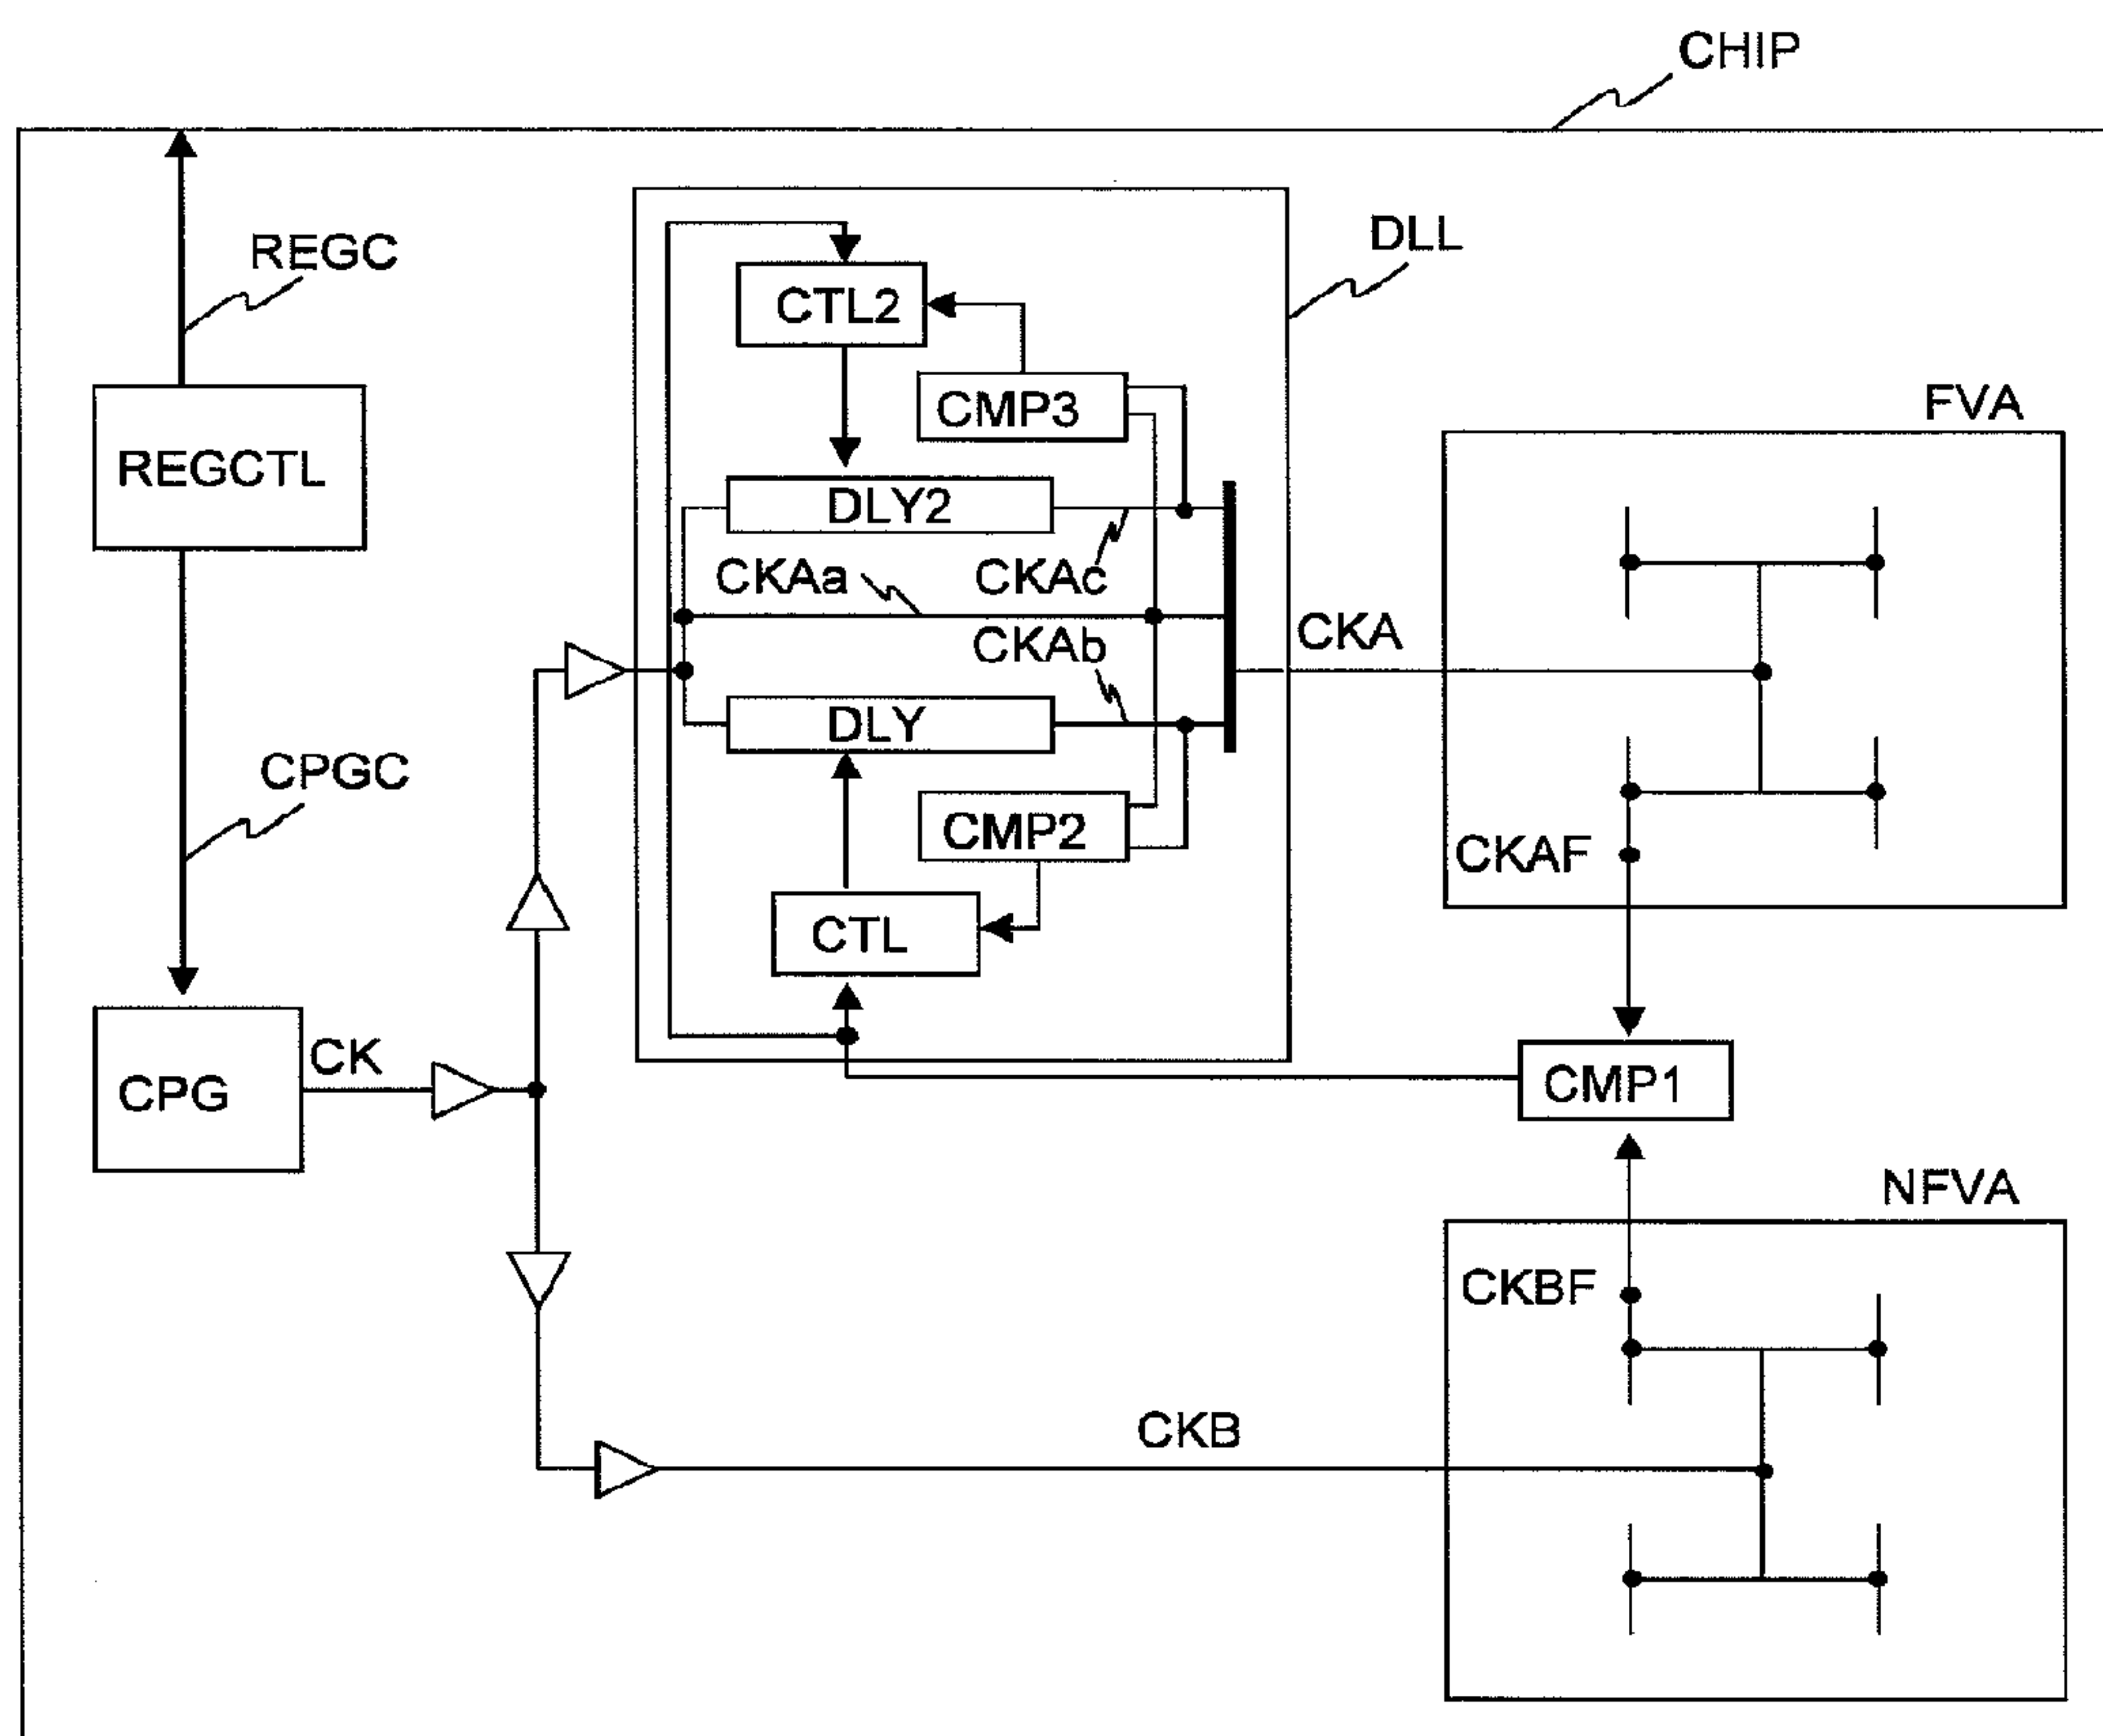 CHIP
REGC
DLL
CTL2
CMP3
FVA
REGCTL
DLY2
CKAa
CKAc
CKA
CKAb
DLY
CPGC
CMP2
CKAF
CTL
CK
CMP1
CPG
NFVA
CKBF
CKB